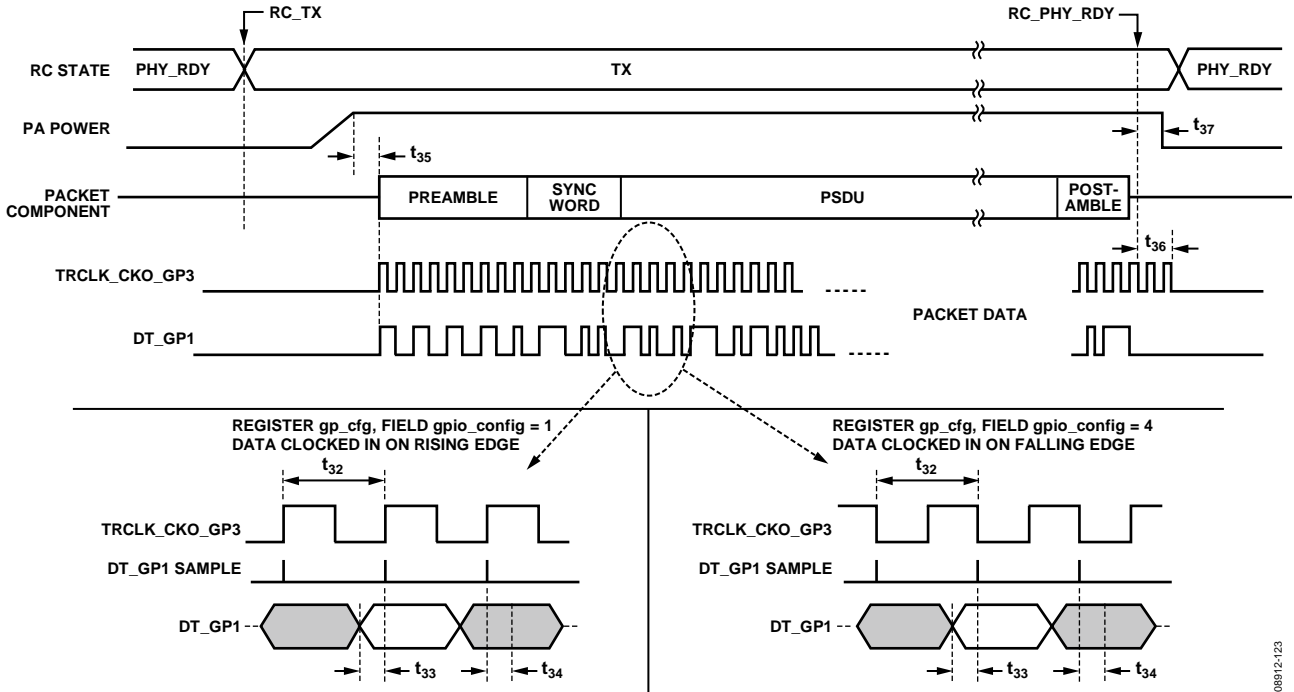 RC_TX
RC_PHY_RDY
RC STATE
PHY_RDY
TX
PHY_RDY
PA POWER
t37
t35
PACKET
COMPONENT
PREAMBLE
SYNC
WORD
PSDU
POST-
AMBLE
t36
TRCLK_CKO_GP3
PACKET DATA
DT_GP1
REGISTER gp_cfg, FIELD gpio_config = 1
DATA CLOCKED IN ON RISING EDGE
t32
TRCLK_CKO_GP3
DT_GP1 SAMPLE
DT_GP1
t33
t34
REGISTER gp_cfg, FIELD gpio_config = 4
DATA CLOCKED IN ON FALLING EDGE
t32
TRCLK_CKO_GP3
DT_GP1 SAMPLE
DT_GP1
t33
t34
08912-123